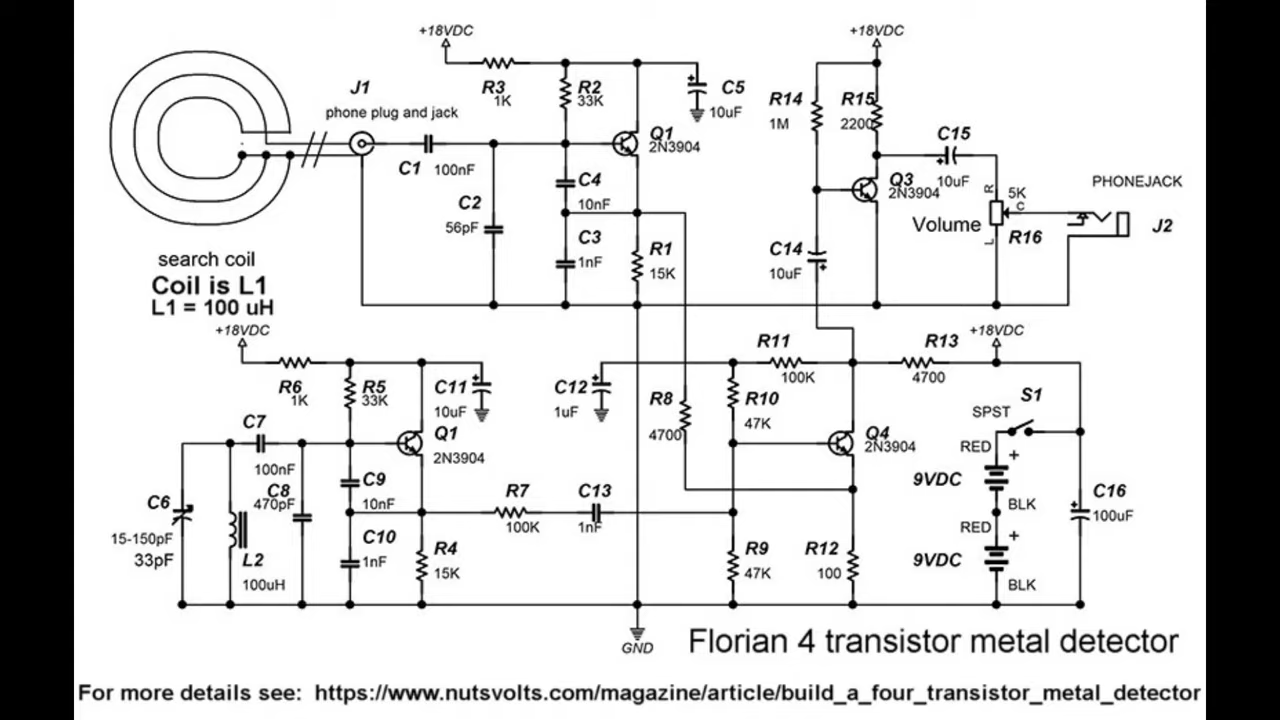 +18VDC
R3
1K
R2
33K
C5
10uF
J1
phone plug and jack
C1
100nF
Q1
2N3904
C2
56pF
C4
10nF
C3
1nF
R1
15K
search coil
Coil is L1
L1 = 100 uH
+18VDC
R14
1M
R15
2200
C15
10uF
Q3
2N3904
R
5K
C
L
Volume
R16
PHONEJACK
J2
C14
10uF
+18VDC
R6
1K
R5
33K
C11
10uF
C7
100nF
Q1
2N3904
C6
15-150pF
33pF
L2
100uH
C8
470pF
C9
10nF
C10
1nF
R4
15K
R7
100K
C13
1nF
C12
1uF
R8
4700
R11
100K
R10
47K
R13
4700
+18VDC
Q4
2N3904
R9
47K
R12
100
S1
SPST
RED
+
9VDC
BLK
RED
+
9VDC
BLK
C16
100uF
GND
Florian 4 transistor metal detector
For more details see: https://www.nutsvolts.com/magazine/article/build_a_four_transistor_metal_detector